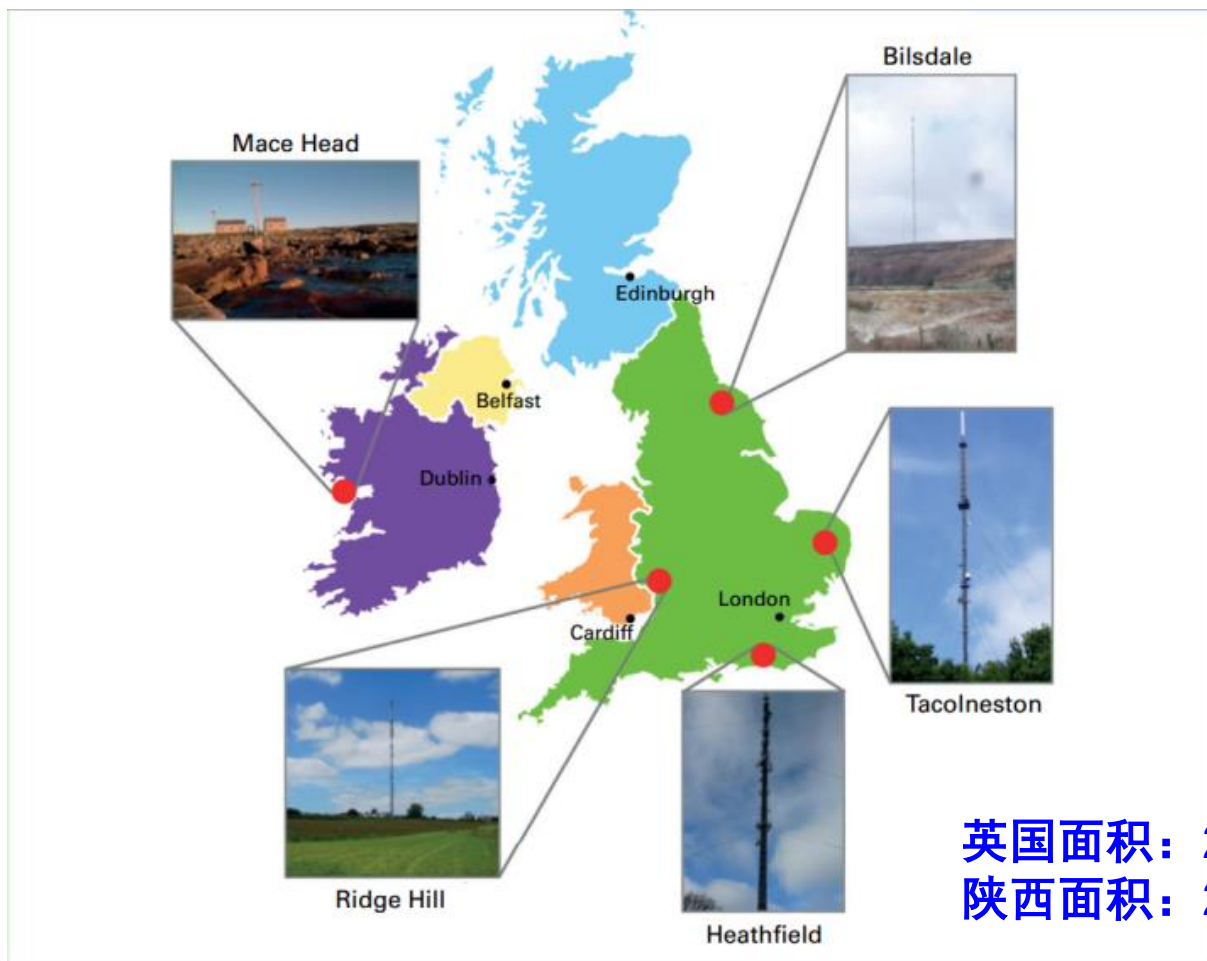 Bilsdale
Mace Head
Edinburgh
Belfast
Dublin
London
Cardiff
Tacolneston
Ridge Hill
Heathfield
英国面积：
陕西面积：